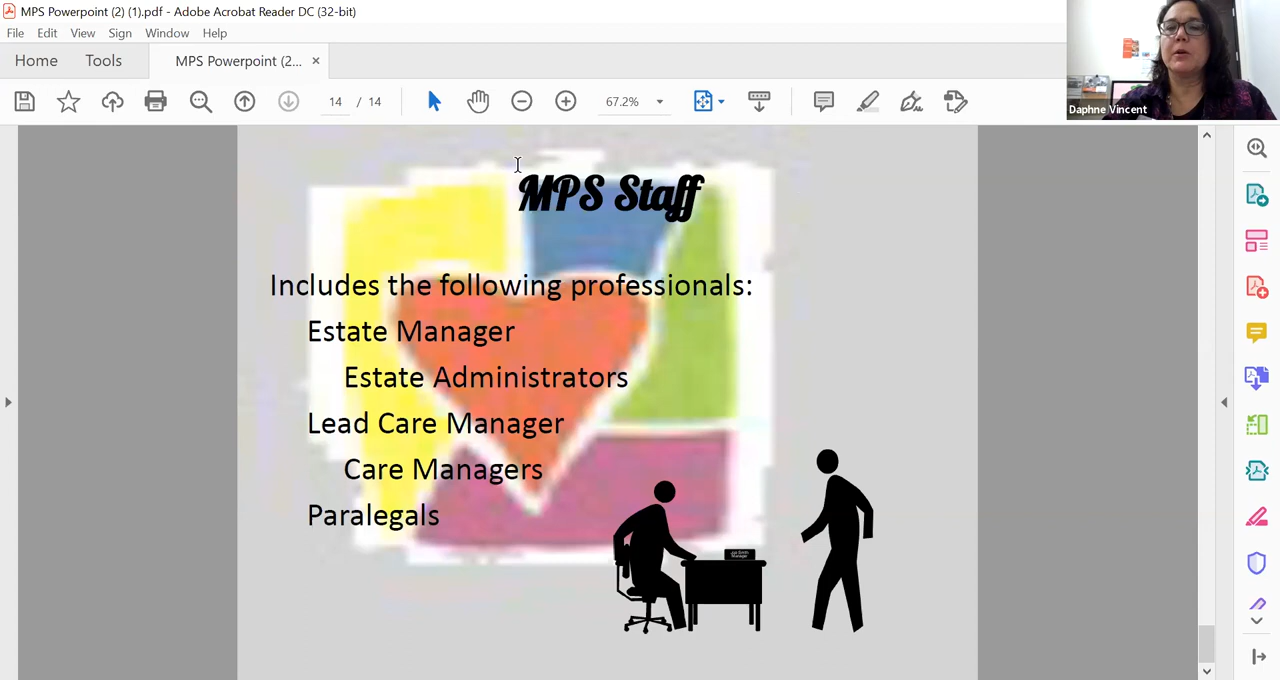 MPS Powerpoint (2) (1).pdf - Adobe Acrobat Reader DC (32-bit)
File Edit View Sign Window Help
Home Tools MPS Powerpoint (2... ×
14 / 14 67.2%
Daphne Vincent
MPS Staff
Includes the following professionals:
Estate Manager
Estate Administrators
Lead Care Manager
Care Managers
Paralegals
Manager